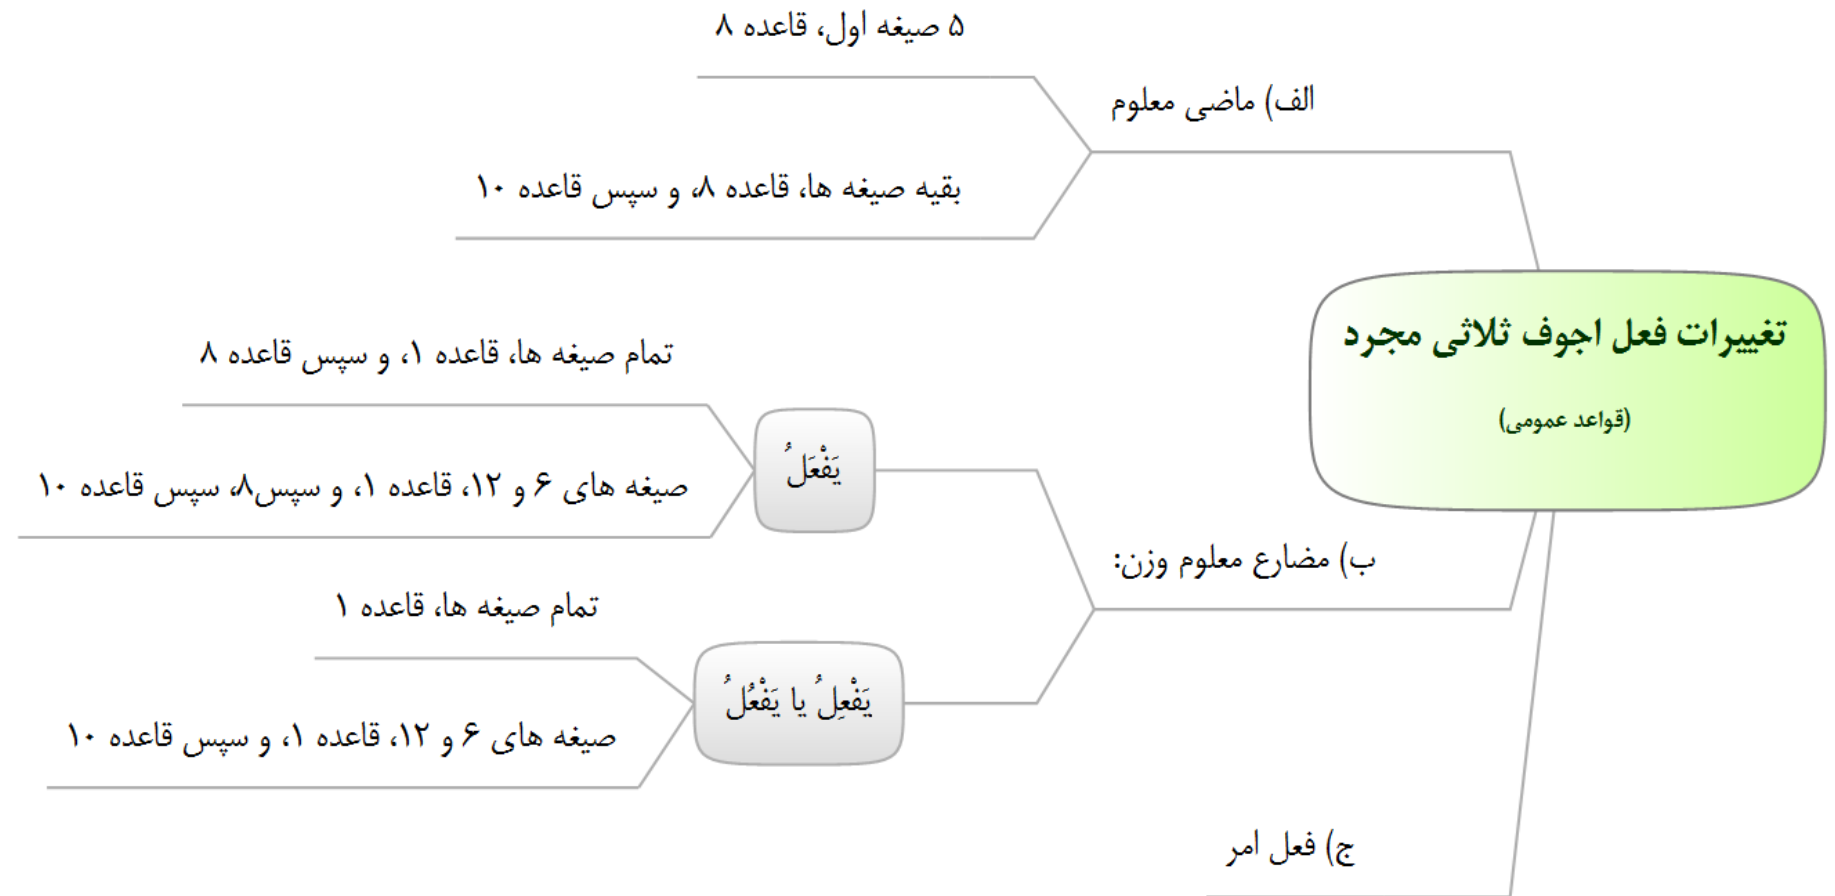 تغییرات فعل اجوف ثلاثی مجرد
(قواعد عمومی)
الف) ماضی معلوم
۵ صیغه اول، قاعده ۸
بقیه صیغه ها، قاعده ۸، و سپس قاعده ۱۰
ب) مضارع معلوم وزن:
یَفْعَلُ
تمام صیغه ها، قاعده ۱، و سپس قاعده ۸
صیغه های ۶ و ۱۲، قاعده ۱، و سپس۸، سپس قاعده ۱۰
یَفْعِلُ یا یَفْعُلُ
تمام صیغه ها، قاعده ۱
صیغه های ۶ و ۱۲، قاعده ۱، و سپس قاعده ۱۰
ج) فعل امر